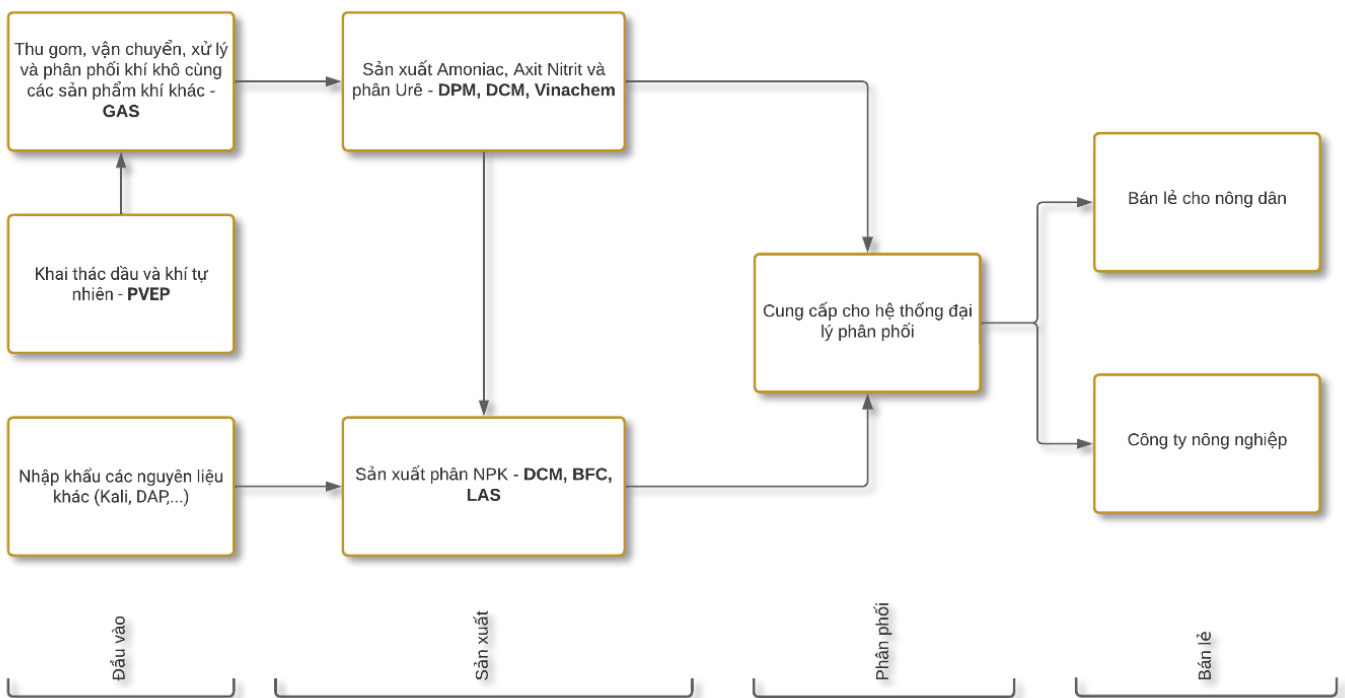 Thu gom, vận chuyển, xử lý
và phân phối khí khô cùng
các sản phẩm khí khác -
GAS
Sản xuất Amoniac, Axit Nitrit và
phân Urê - DPM, DCM, Vinachem
Bán lẻ cho nông dân
Khai thác dầu và khí tự
nhiên - PVEP
Cung cấp cho hệ thống đại
lý phân phối
Công ty nông nghiệp
Nhập khẩu các nguyên liệu
khác (Kali, DAP,...)
Sản xuất phân NPK - DCM, BFC,
LAS
Đầu vào
Sản xuất
Phân phối
Bán lẻ